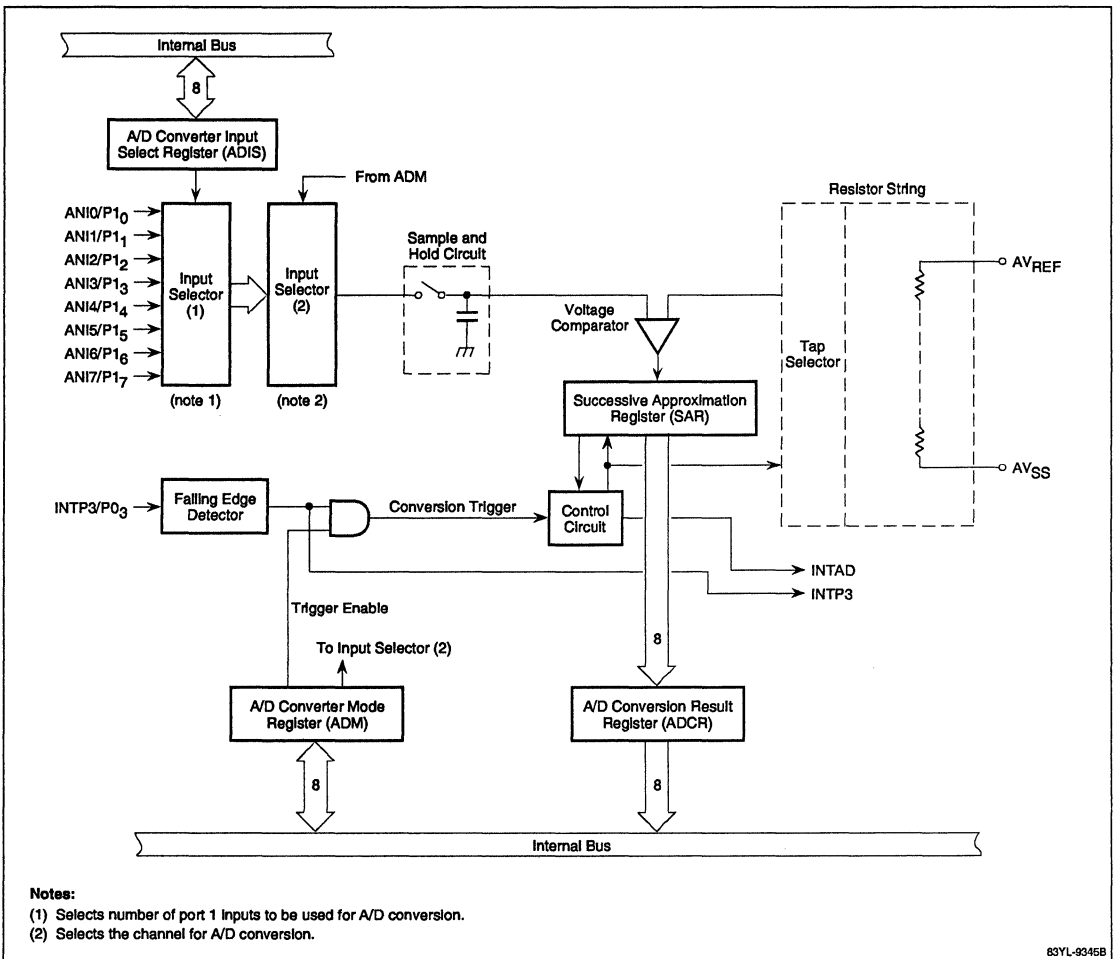 Internal Bus
8
A/D Converter Input
Select Register (ADIS)
From ADM
Resistor String
ANI0/P1₀
ANI1/P1₁
ANI2/P1₂
ANI3/P1₃
ANI4/P1₄
ANI5/P1₅
ANI6/P1₆
ANI7/P1₇
Input
Selector
(1)
(note 1)
Input
Selector
(2)
(note 2)
Sample and
Hold Circuit
Voltage
Comparator
Tap
Selector
AV_REF
AV_SS
Successive Approximation
Register (SAR)
INTP3/P0₃
Falling Edge
Detector
Conversion Trigger
Control
Circuit
INTAD
INTP3
Trigger Enable
To Input Selector (2)
8
A/D Converter Mode
Register (ADM)
A/D Conversion Result
Register (ADCR)
8
8
Internal Bus
Notes:
(1) Selects number of port 1 inputs to be used for A/D conversion.
(2) Selects the channel for A/D conversion.
83YL-9345B